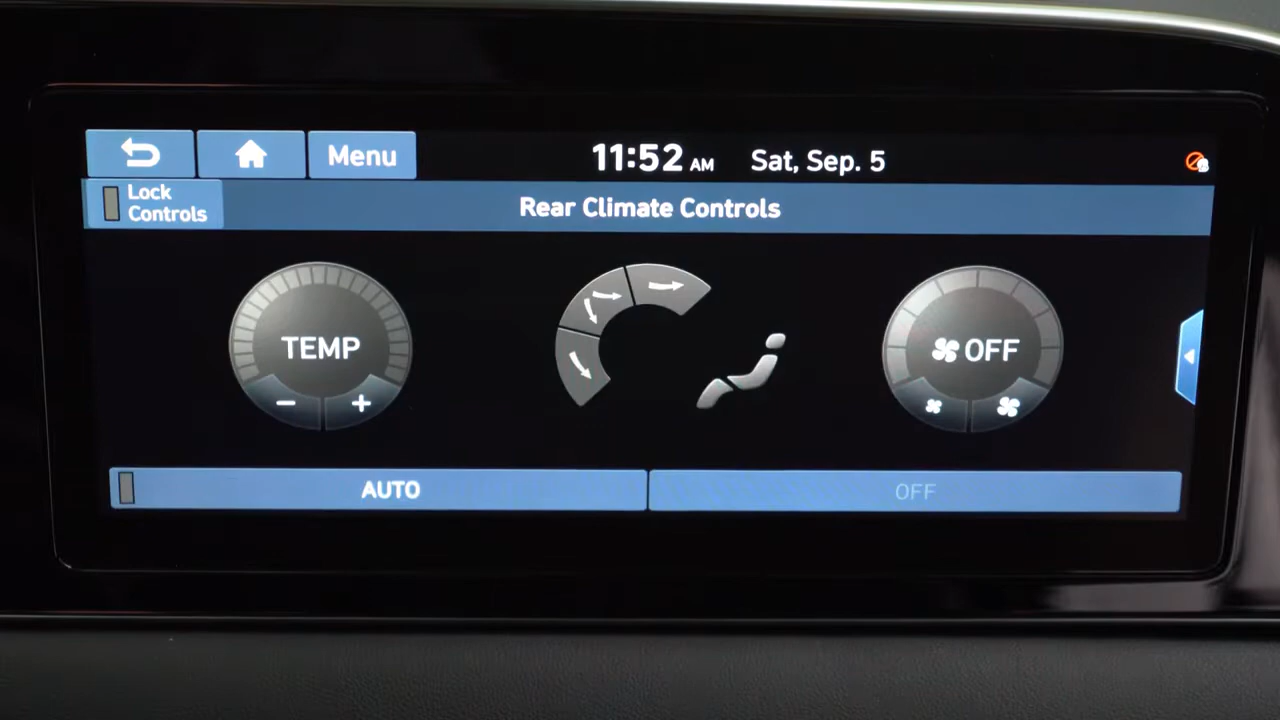 Menu
11:52 AM
Sat, Sep. 5
Lock
Controls
Rear Climate Controls
TEMP
− +
OFF
AUTO
OFF